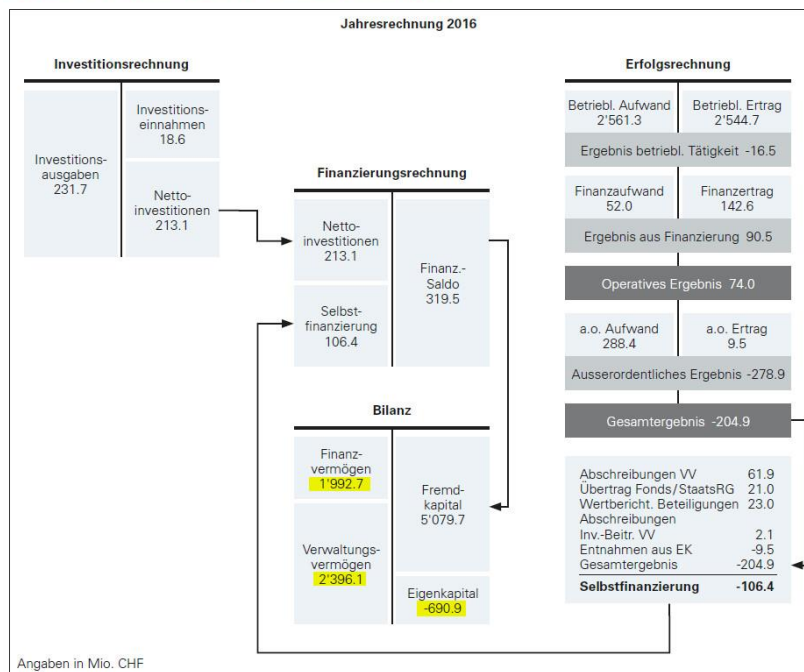 Jahresrechnung 2016
Investitionsrechnung
Investitions-
ausgaben
231.7
Investitions-
einnahmen
18.6
Netto-
investitionen
213.1
Finanzierungsrechnung
Netto-
investitionen
213.1
Selbst-
finanzierung
106.4
Finanz.-
Saldo
319.5
Bilanz
Finanz-
vermögen
1'992.7
Verwaltungs-
vermögen
2'396.1
Fremd-
kapital
5'079.7
Eigenkapital
-690.9
Erfolgsrechnung
Betriebl. Aufwand
2'561.3
Betriebl. Ertrag
2'544.7
Ergebnis betriebl. Tätigkeit -16.5
Finanzaufwand
52.0
Finanzertrag
142.6
Ergebnis aus Finanzierung 90.5
Operatives Ergebnis 74.0
a.o. Aufwand
288.4
a.o. Ertrag
9.5
Ausserordentliches Ergebnis -278.9
Gesamtergebnis -204.9
Abschreibungen VV 61.9
Übertrag Fonds/StaatsRG 21.0
Wertbericht. Beteiligungen 23.0
Abschreibungen
Inv.-Beitr. VV 2.1
Entnahmen aus EK -9.5
Gesamtergebnis -204.9
Selbstfinanzierung -106.4
Angaben in Mio. CHF